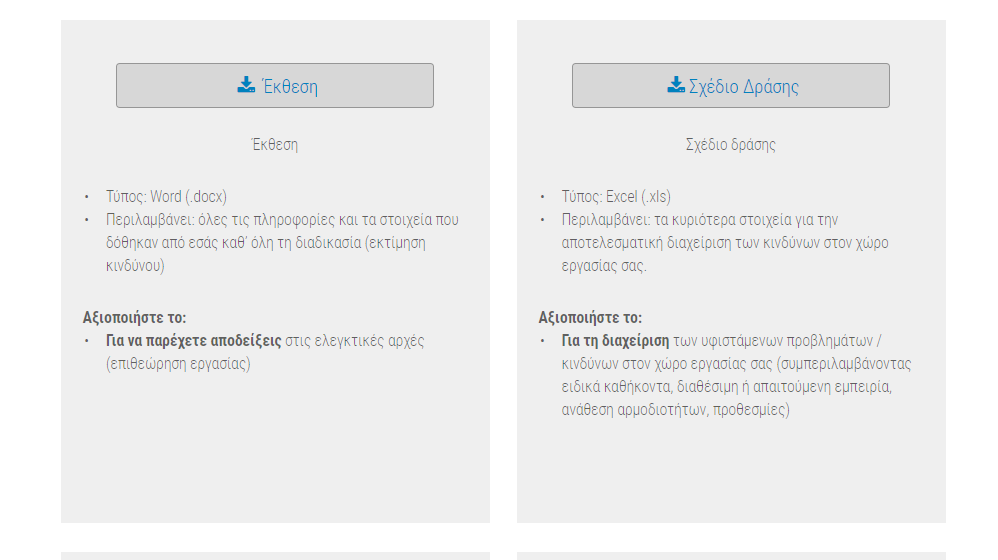 Έκθεση
Έκθεση
• Τύπος: Word (.docx)
• Περιλαμβάνει: όλες τις πληροφορίες και τα στοιχεία που
δόθηκαν από εσάς καθ’ όλη τη διαδικασία (εκτίμηση
κινδύνου)
Αξιοποιήστε το:
• Για να παρέχετε αποδείξεις στις ελεγκτικές αρχές
(επιθεώρηση εργασίας)
Σχέδιο Δράσης
Σχέδιο δράσης
• Τύπος: Excel (.xls)
• Περιλαμβάνει: τα κυριότερα στοιχεία για την
αποτελεσματική διαχείριση των κινδύνων στον χώρο
εργασίας σας.
Αξιοποιήστε το:
• Για τη διαχείριση των υφιστάμενων προβλημάτων /
κινδύνων στον χώρο εργασίας σας (συμπεριλαμβάνοντας
ειδικά καθήκοντα, διαθέσιμη ή απαιτούμενη εμπειρία,
ανάθεση αρμοδιοτήτων, προθεσμίες)